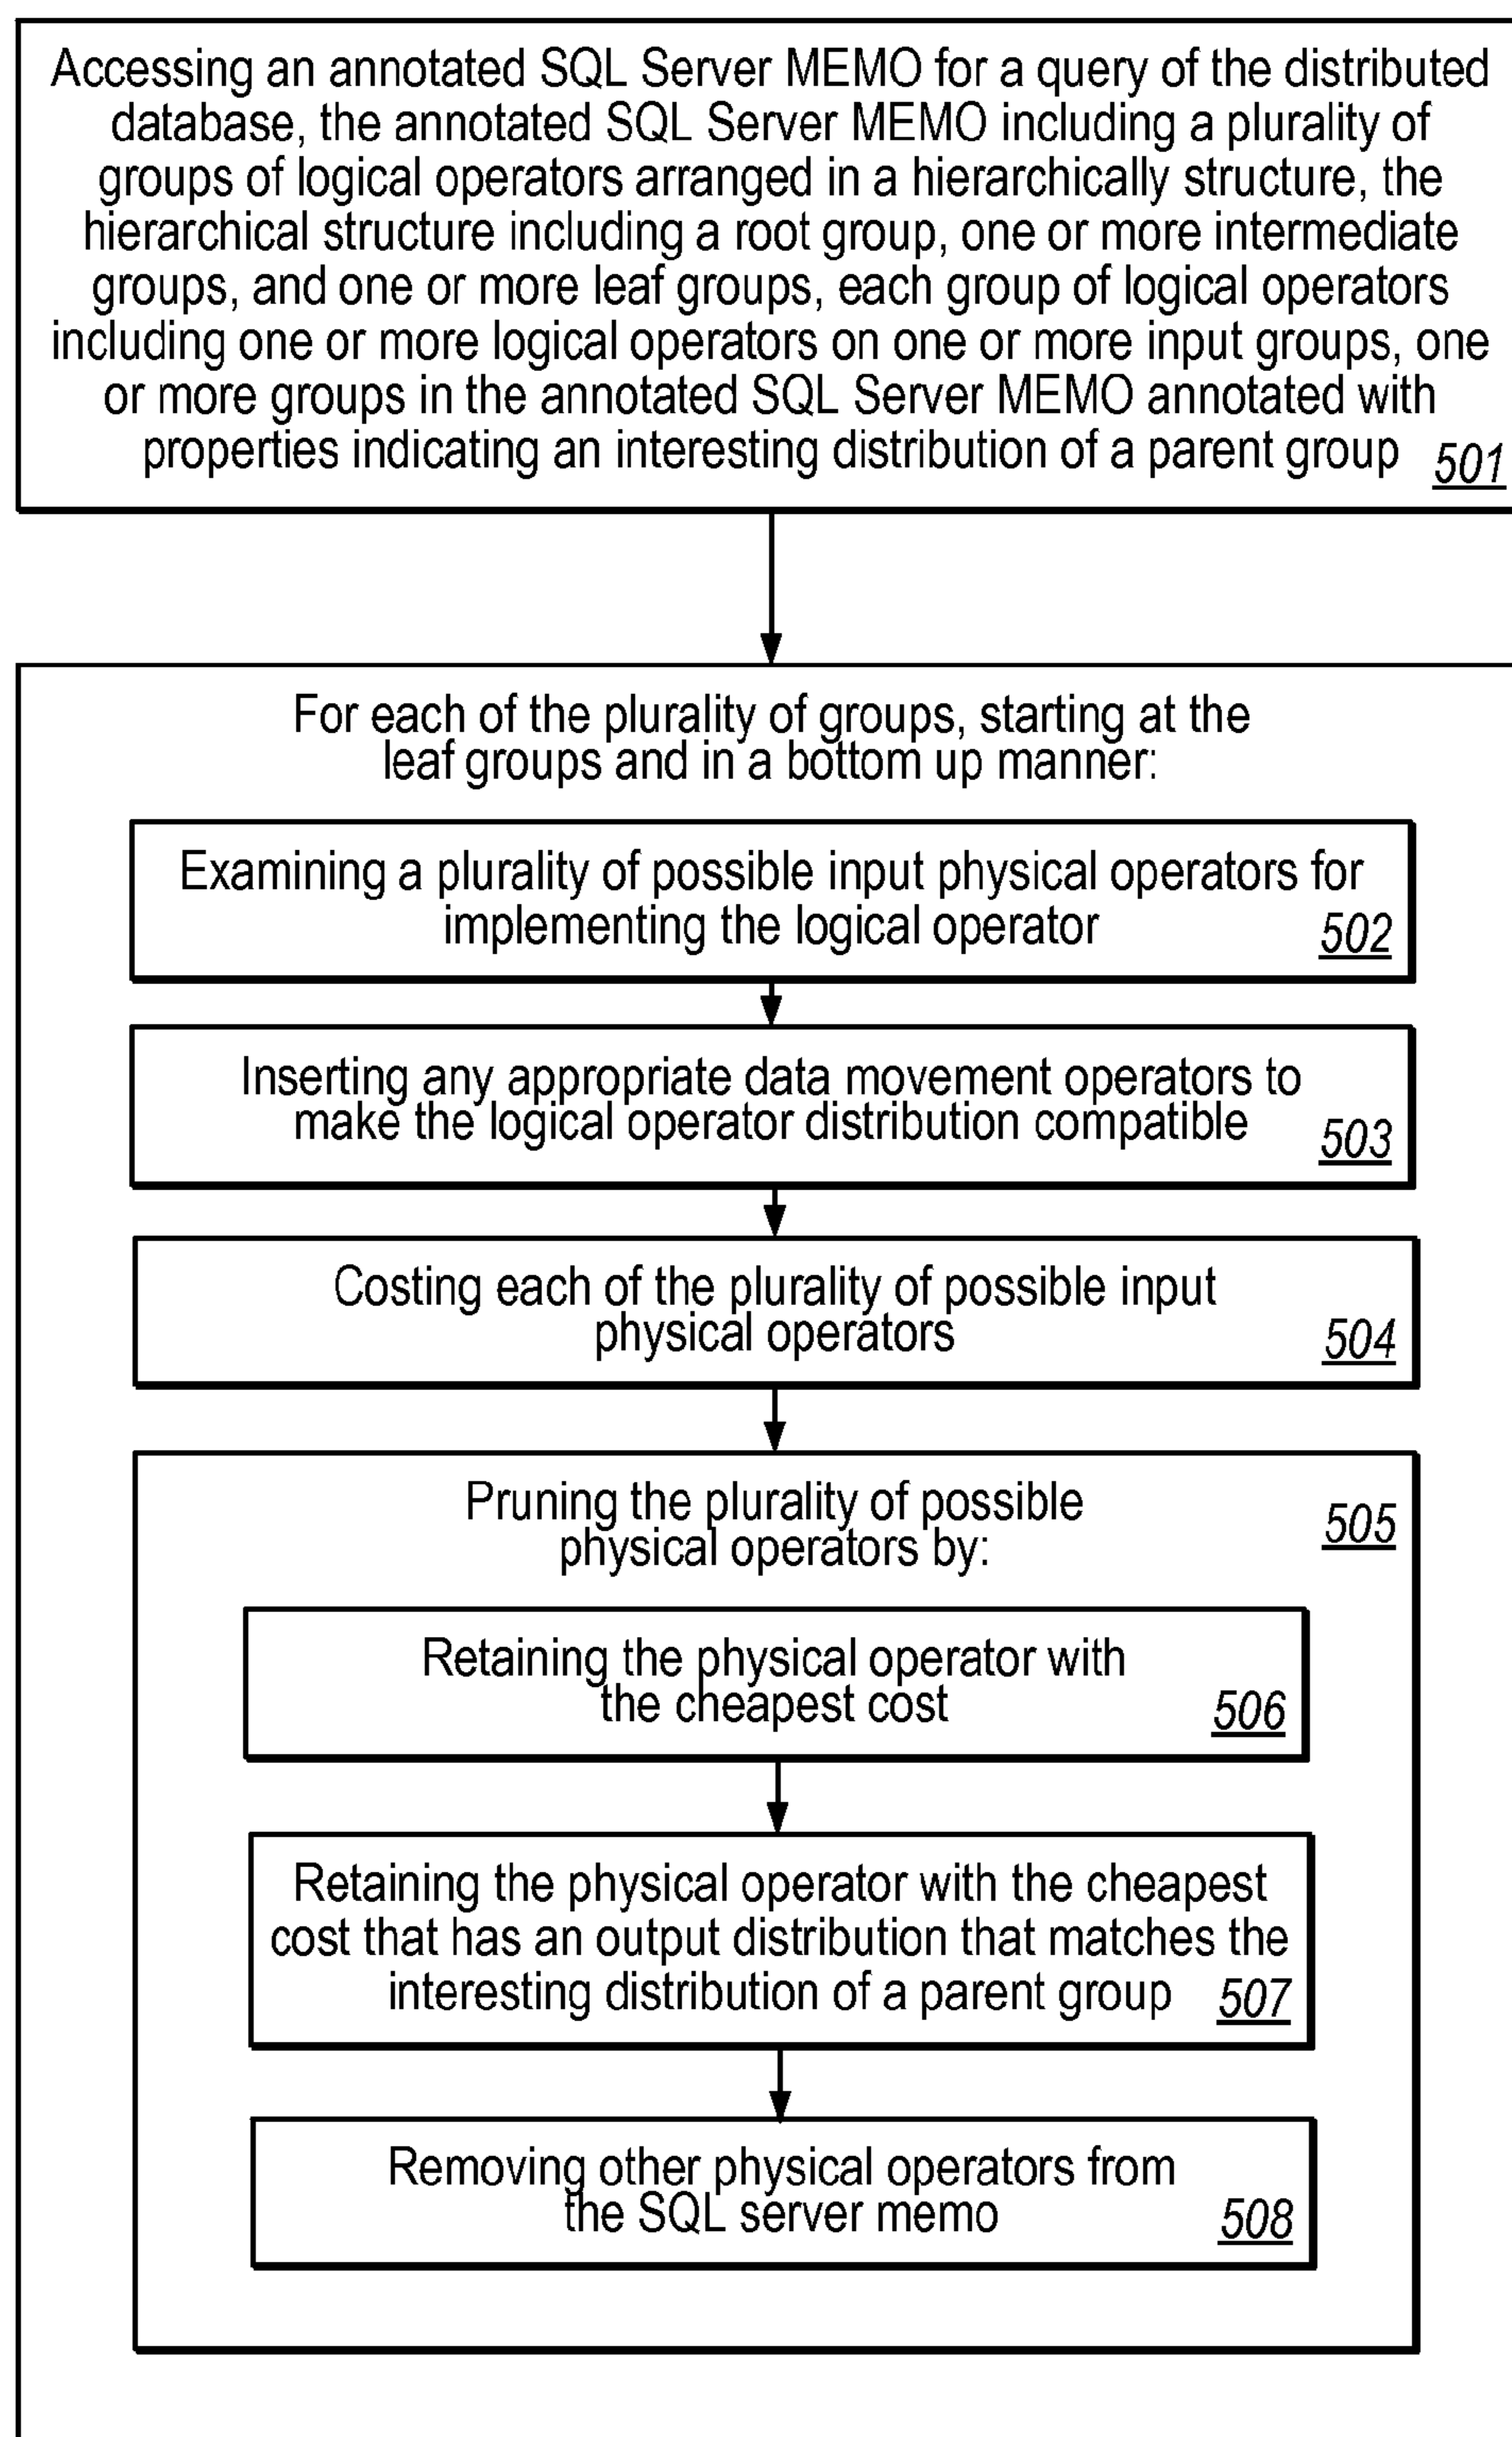 Accessing an annotated SQL Server MEMO for a query of the distributed
database, the annotated SQL Server MEMO including a plurality of
groups of logical operators arranged in a hierarchically structure, the
hierarchical structure including a root group, one or more intermediate
groups, and one or more leaf groups, each group of logical operators
including one or more logical operators on one or more input groups, one
or more groups in the annotated SQL Server MEMO annotated with
properties indicating an interesting distribution of a parent group 501
For each of the plurality of groups, starting at the
leaf groups and in a bottom up manner:
Examining a plurality of possible input physical operators for
implementing the logical operator 502
Inserting any appropriate data movement operators to
make the logical operator distribution compatible 503
Costing each of the plurality of possible input
physical operators 504
Pruning the plurality of possible 505
physical operators by:
Retaining the physical operator with
the cheapest cost 506
Retaining the physical operator with the cheapest
cost that has an output distribution that matches the
interesting distribution of a parent group 507
Removing other physical operators from
the SQL server memo 508